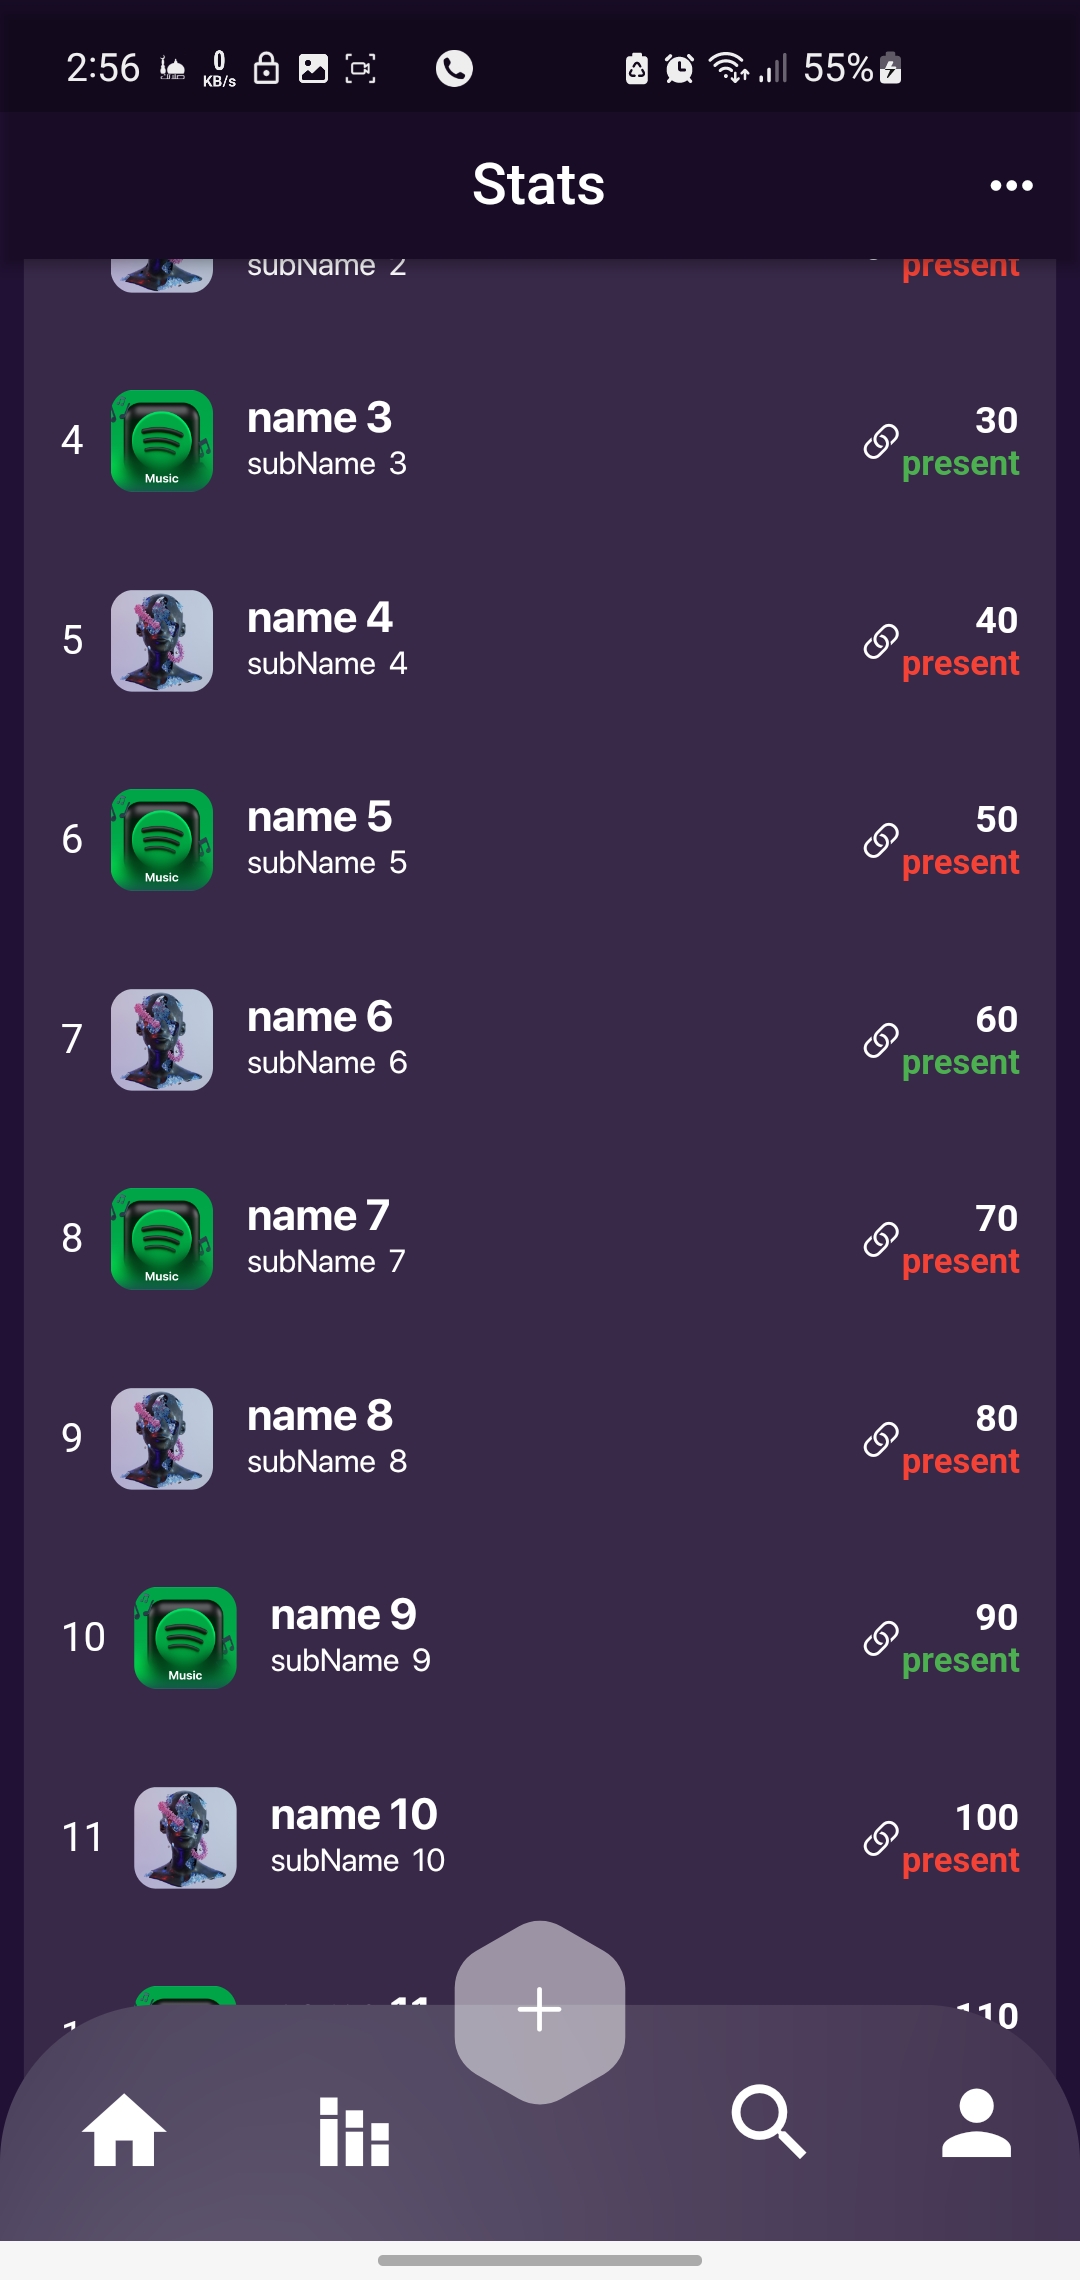 2:56 0 KB/s 55%
Stats
subName 2 present
4 name 3 30
Music subName 3 present
5 name 4 40
subName 4 present
6 name 5 50
Music subName 5 present
7 name 6 60
subName 6 present
8 name 7 70
Music subName 7 present
9 name 8 80
subName 8 present
10 name 9 90
Music subName 9 present
11 name 10 100
subName 10 present
11 110